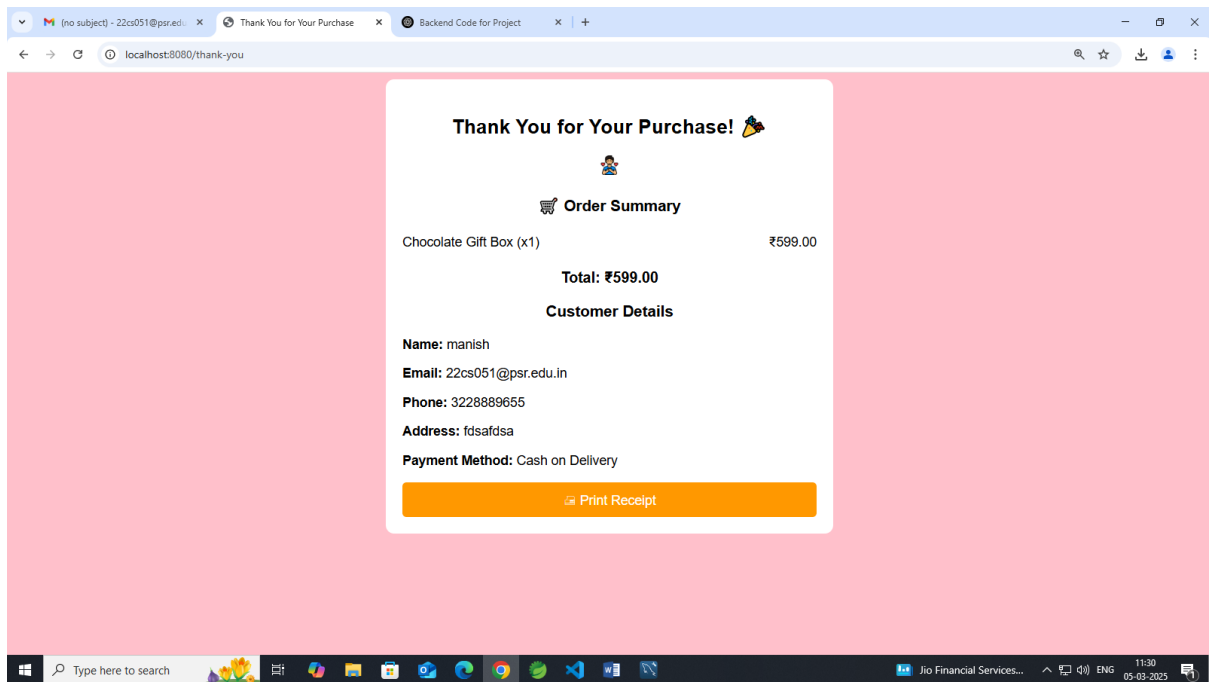 (no subject) - 22cs051@psr.edu.
Thank You for Your Purchase
Backend Code for Project
localhost:8080/thank-you
Thank You for Your Purchase!
Order Summary
Chocolate Gift Box (x1) ₹599.00
Total: ₹599.00
Customer Details
Name: manish
Email: 22cs051@psr.edu.in
Phone: 3228889655
Address: fdsafdsa
Payment Method: Cash on Delivery
Print Receipt
Type here to search
Jio Financial Services...
ENG
11:30
05-03-2025